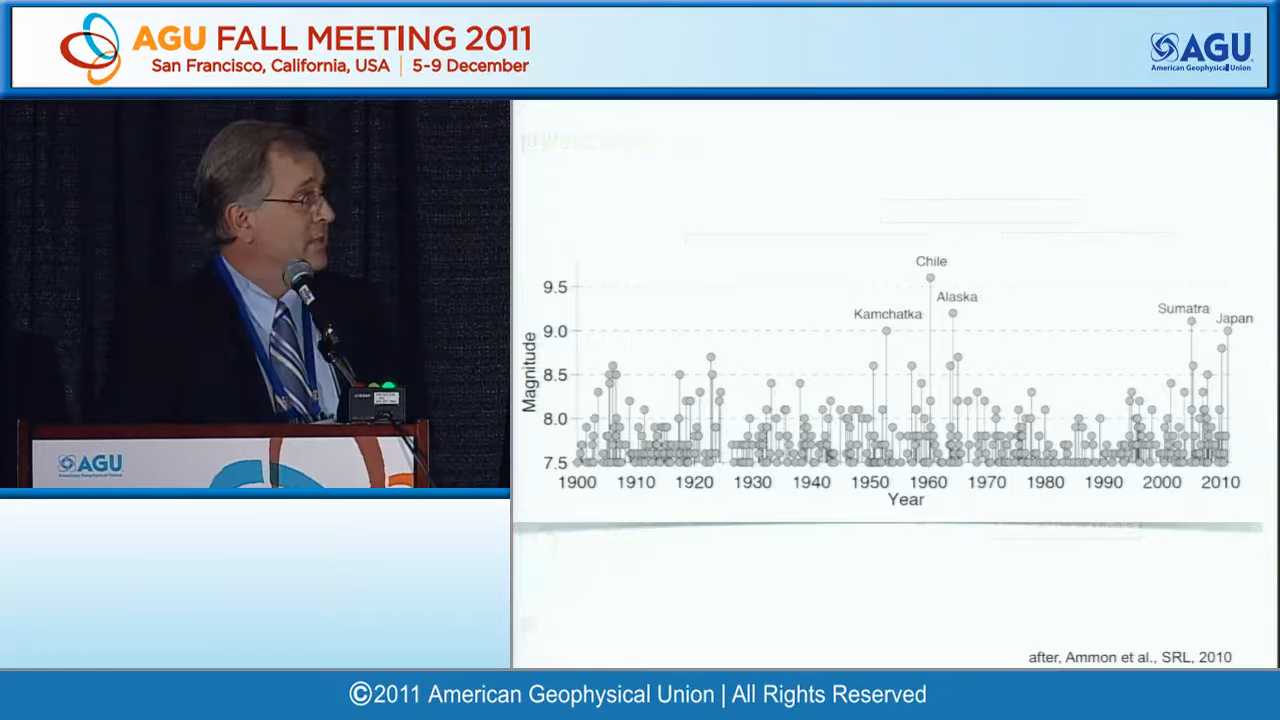 AGU FALL MEETING 2011
San Francisco, California, USA | 5-9 December
AGU
American Geophysical Union
AGU
American Geophysical Union
Chile
Alaska
Kamchatka
Sumatra
Japan
Magnitude
9.5
9.0
8.5
8.0
7.5
1900 1910 1920 1930 1940 1950 1960 1970 1980 1990 2000 2010
Year
after, Ammon et al., SRL, 2010
©2011 American Geophysical Union | All Rights Reserved